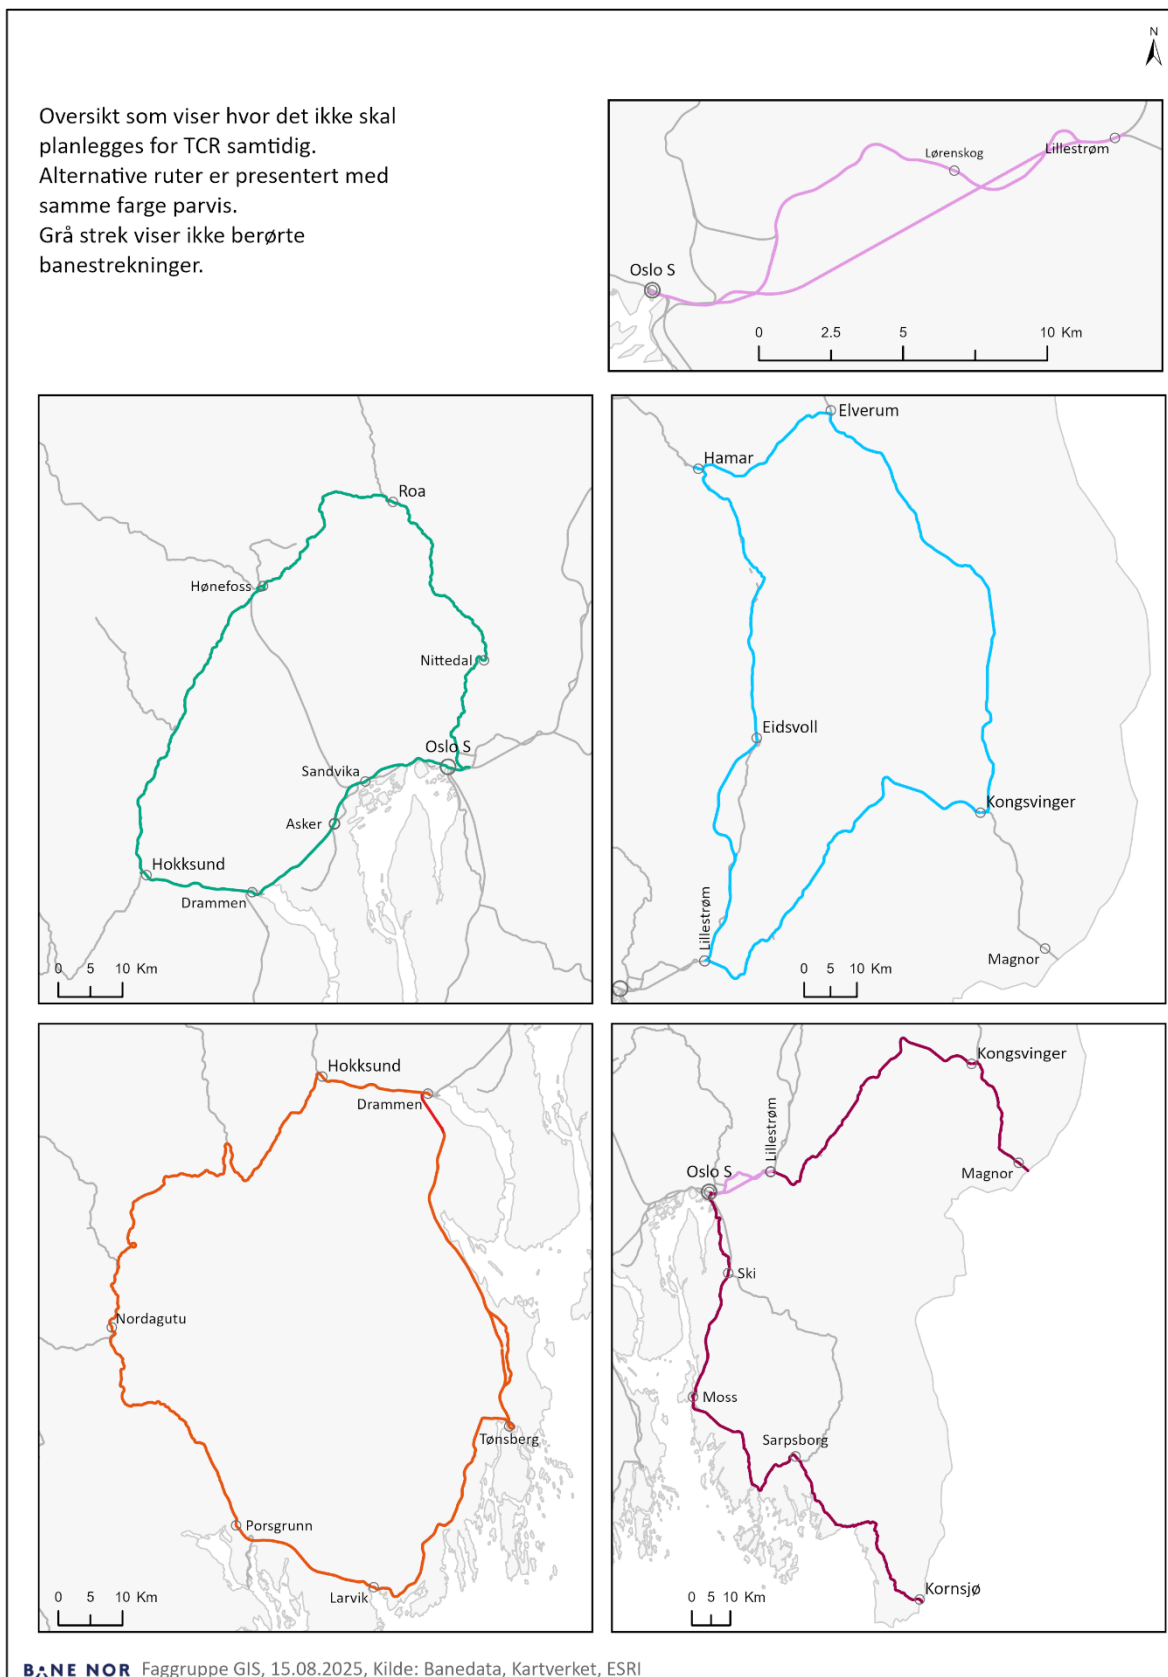 N
Oversikt som viser hvor det ikke skal
planlegges for TCR samtidig.
Alternative ruter er presentert med
samme farge parvis.
Grå strek viser ikke berørte
banestrekninger.
Lørenskog
Lillestrøm
Oslo S
0 2.5 5 10 Km
Roa
Hønefoss
Nittedal
Oslo S
Sandvika
Asker
Hokksund
Drammen
0 5 10 Km
Elverum
Hamar
Eidsvoll
Kongsvinger
Lillestrøm
Magnor
0 5 10 Km
Hokksund
Drammen
Nordagutu
Tønsberg
Porsgrunn
Larvik
0 5 10 Km
Kongsvinger
Lillestrøm
Magnor
Oslo S
Ski
Moss
Sarpsborg
Kornsjø
0 5 10 Km
BANE NOR Faggruppe GIS, 15.08.2025, Kilde: Banedata, Kartverket, ESRI